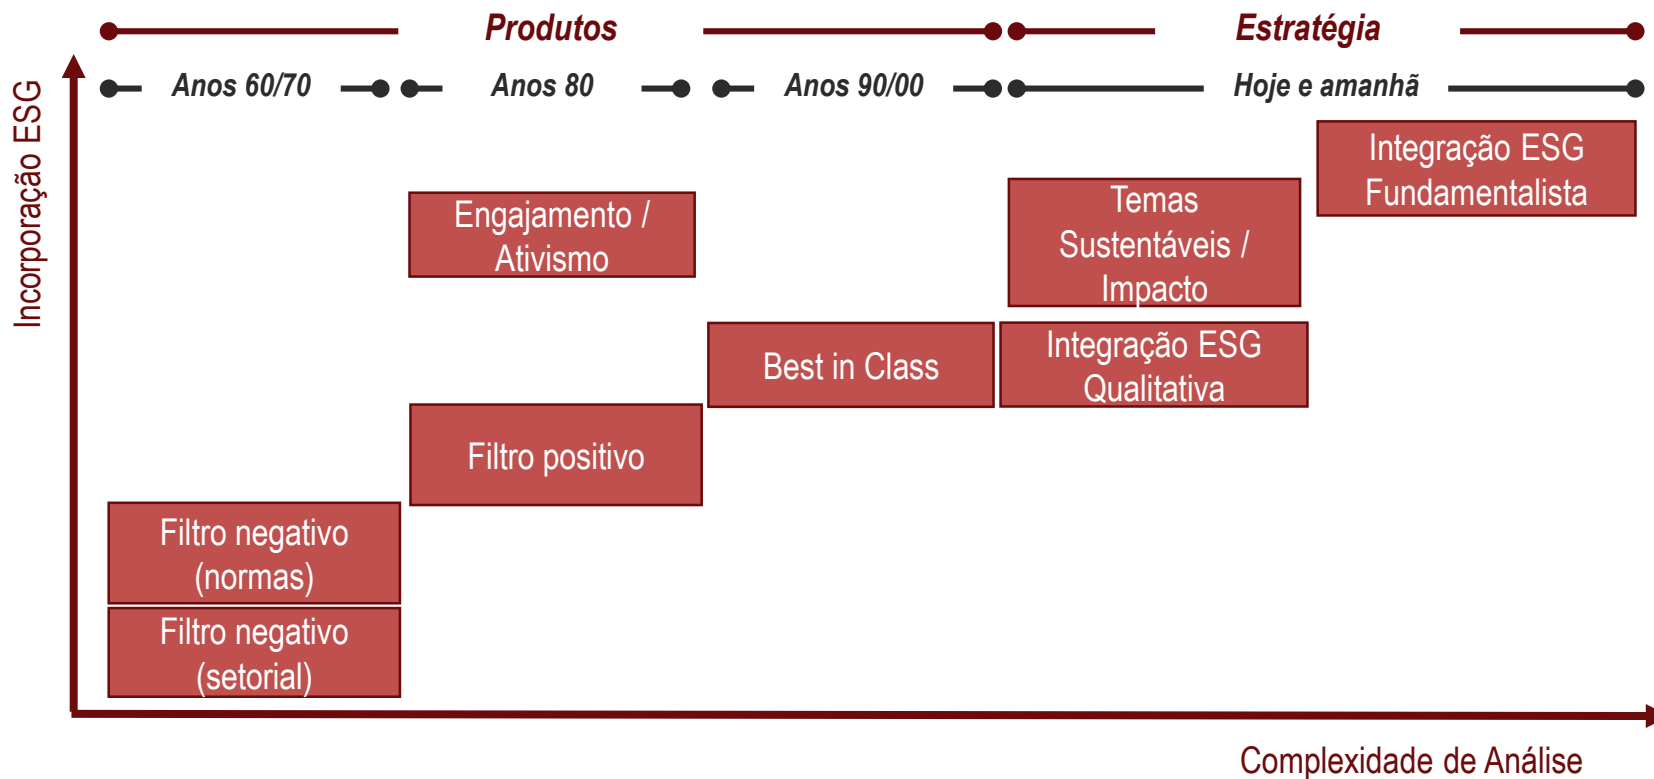 Produtos
Estratégia
Anos 60/70
Anos 80
Anos 90/00
Hoje e amanhã
Incorporação ESG
Integração ESG
Fundamentalista
Engajamento /
Ativismo
Temas
Sustentáveis /
Impacto
Best in Class
Integração ESG
Qualitativa
Filtro positivo
Filtro negativo
(normas)
Filtro negativo
(setorial)
Complexidade de Análise